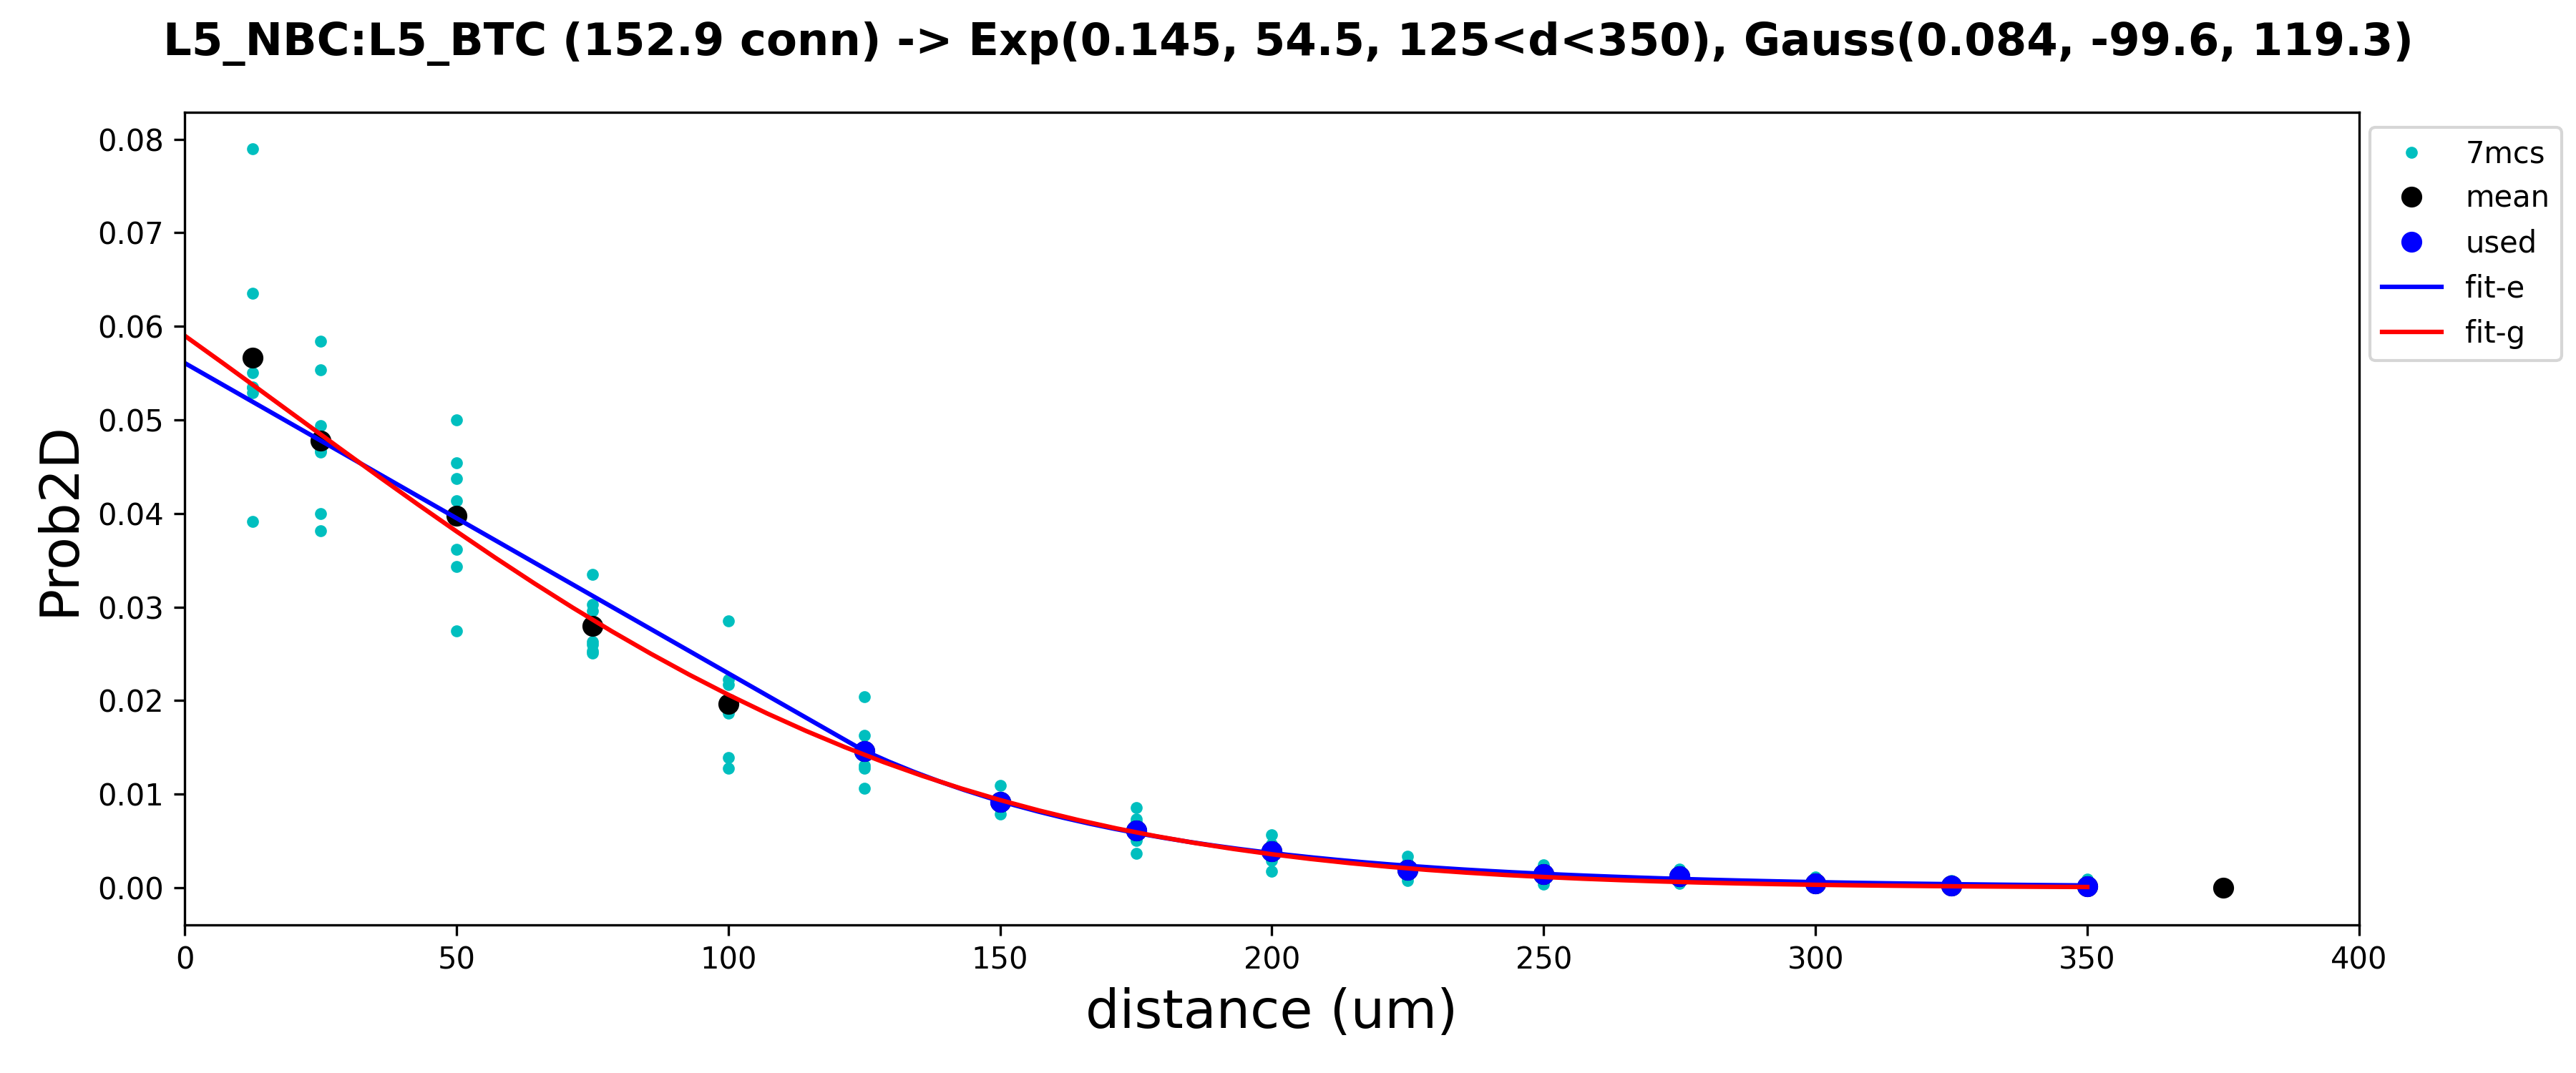 L5_NBC:L5_BTC (152.9 conn) -> Exp(0.145, 54.5, 125<d<350), Gauss(0.084, -99.6, 119.3)
0.08
0.07
0.06
0.05
0.04
0.03
0.02
0.01
0.00
Prob2D
0 50 100 150 200 250 300 350 400
distance (um)
7mcs
mean
used
fit-e
fit-g